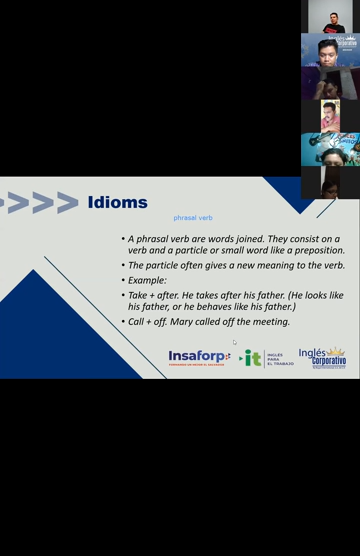 Inglés
Corporativo
>>>> Idioms
phrasal verb
• A phrasal verb are words joined. They consist on a
verb and a particle or small word like a preposition.
• The particle often gives a new meaning to the verb.
• Example:
• Take + after. He takes after his father. (He looks like
his father, or he behaves like his father.)
• Call + off. Mary called off the meeting.
Insaforp
it
INGLÉS
PARA
EL TRABAJO
Inglés
Corporativo